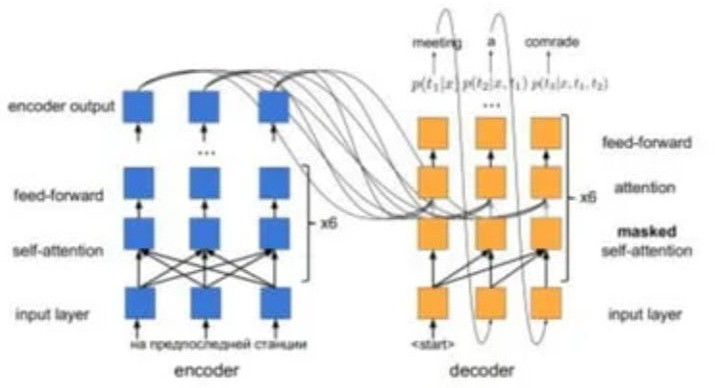 meeting a comrade
p(t₁|x) p(t₂|x, t₁) p(t₃|x, t₁, t₂)
encoder output
...
...
feed-forward
feed-forward
attention
x6
x6
self-attention
masked
self-attention
input layer
input layer
на предпоследней станции
<start>
encoder
decoder